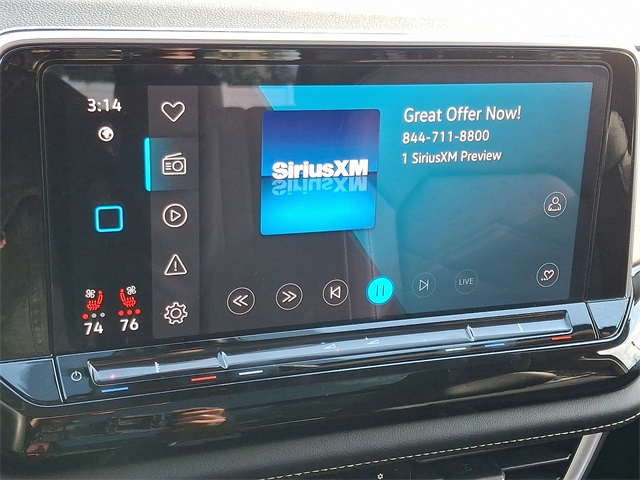 3:14
SiriusXM
Great Offer Now!
844-711-8800
1 SiriusXM Preview
LIVE
74
76